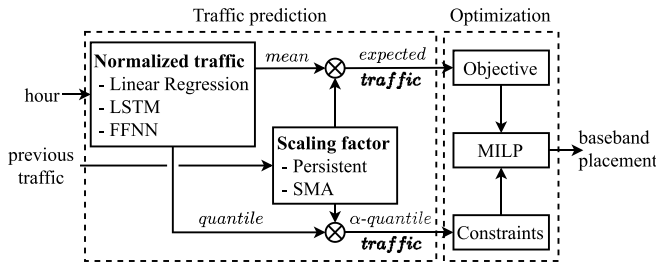 Traffic prediction
Optimization
hour
Normalized traffic
- Linear Regression
- LSTM
- FFNN
mean
expected
traffic
Objective
previous
traffic
Scaling factor
- Persistent
- SMA
MILP
baseband
placement
quantile
α-quantile
traffic
Constraints